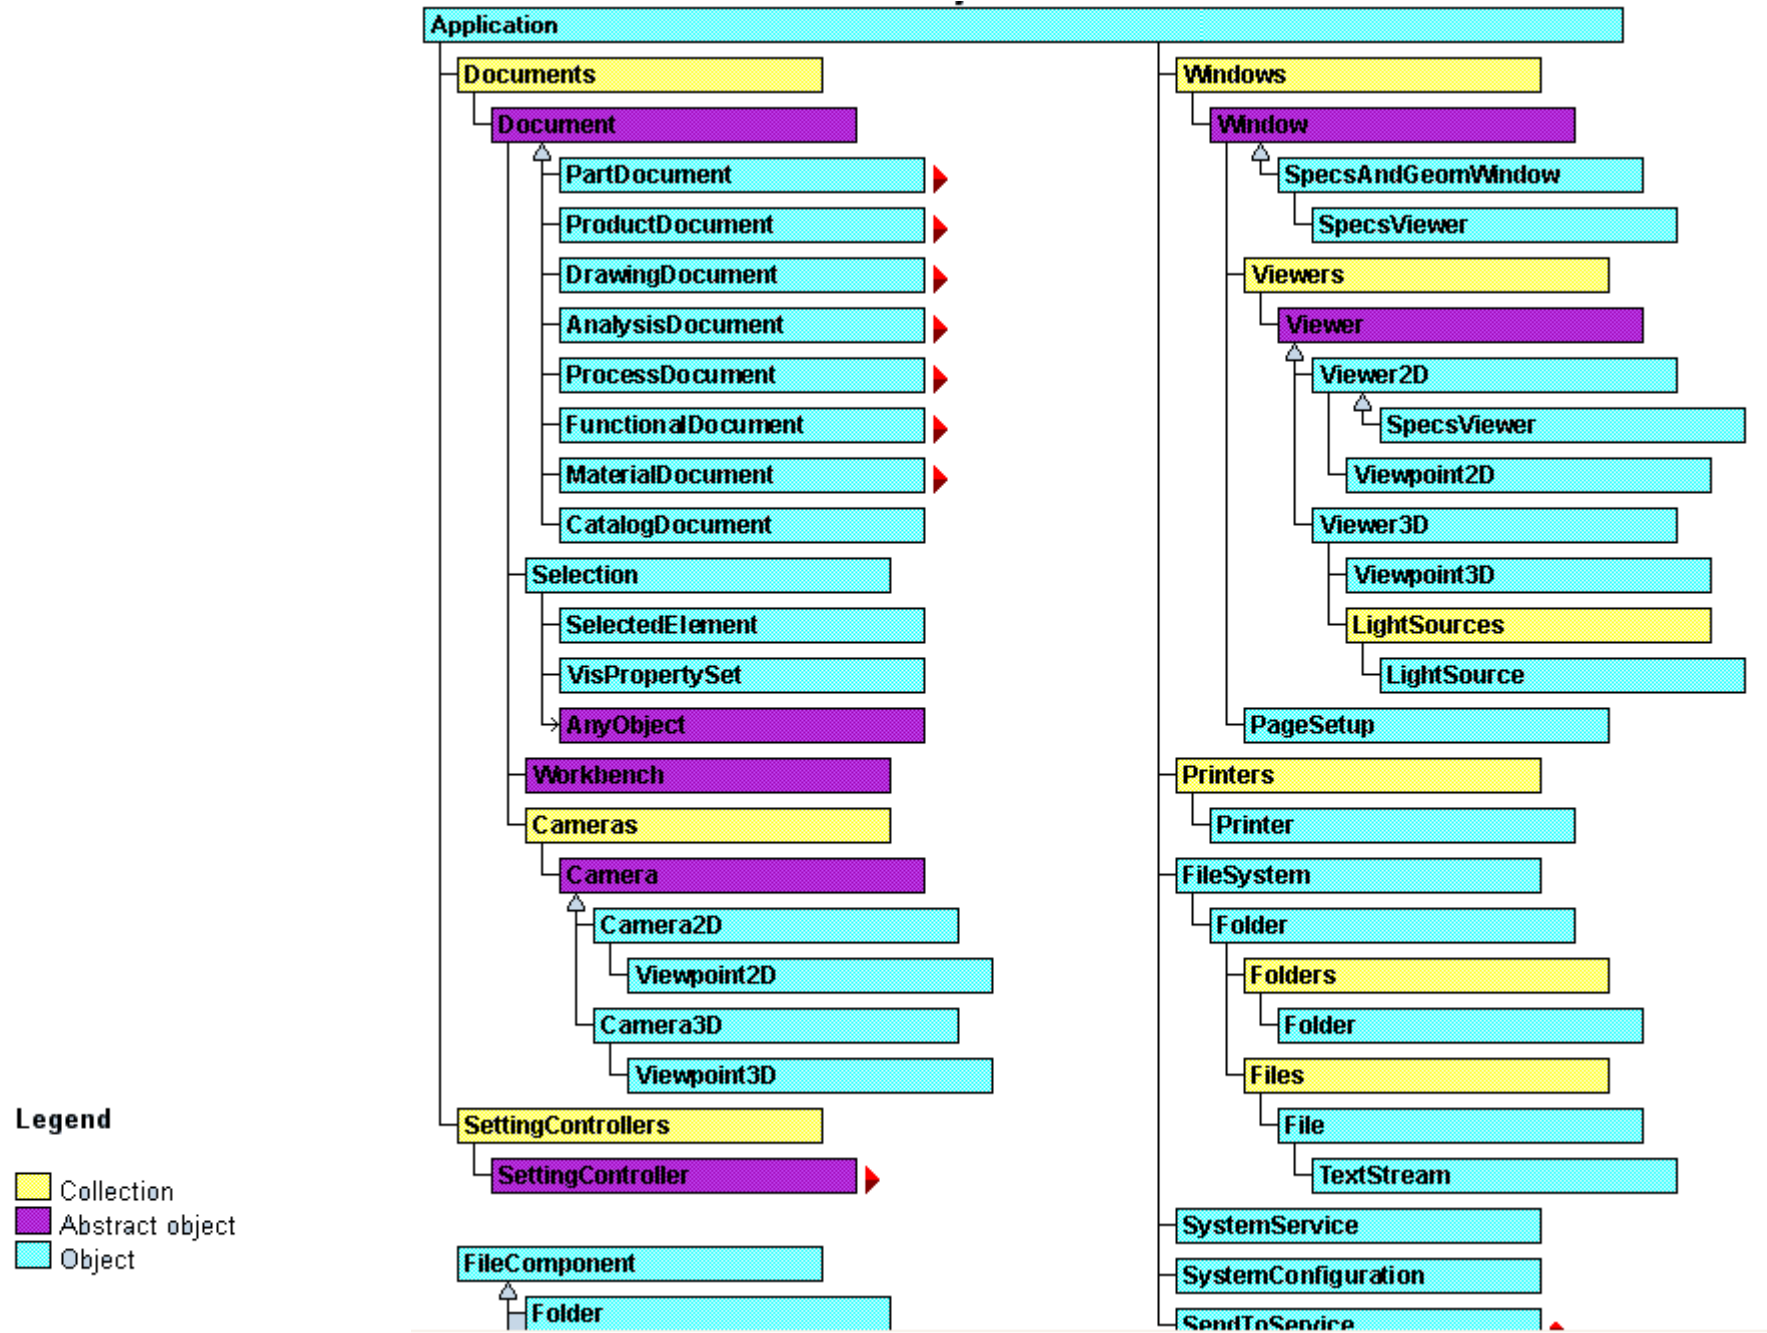 Application
Documents
Document
PartDocument
ProductDocument
DrawingDocument
AnalysisDocument
ProcessDocument
FunctionalDocument
MaterialDocument
CatalogDocument
Selection
SelectedElement
VisPropertySet
AnyObject
Workbench
Cameras
Camera
Camera2D
Viewpoint2D
Camera3D
Viewpoint3D
SettingControllers
SettingController
FileComponent
Folder
Windows
Window
SpecsAndGeomWindow
SpecsViewer
Viewers
Viewer
Viewer2D
SpecsViewer
Viewpoint2D
Viewer3D
Viewpoint3D
LightSources
LightSource
PageSetup
Printers
Printer
FileSystem
Folder
Folders
Folder
Files
File
TextStream
SystemService
SystemConfiguration
SendToService
Legend
Collection
Abstract object
Object